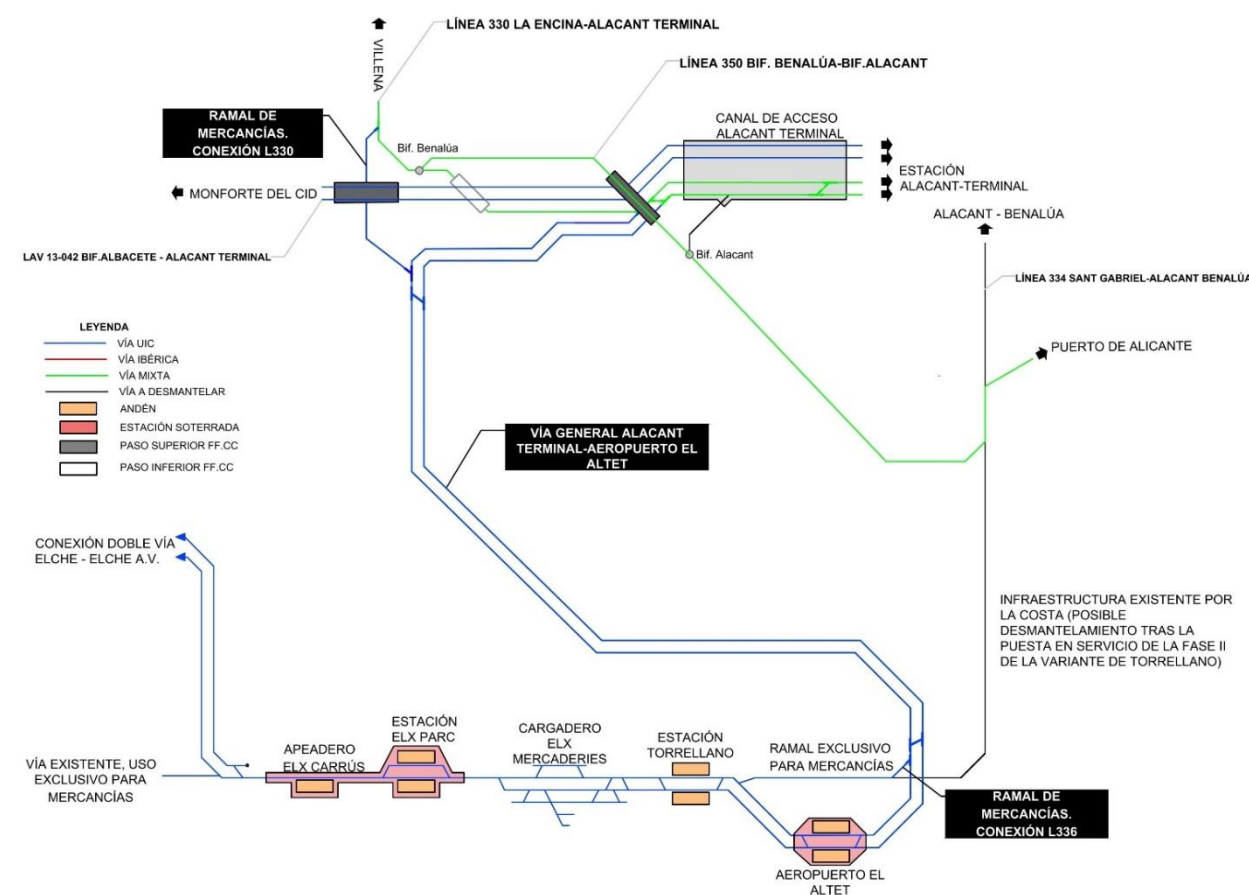 LÍNEA 330 LA ENCINA-ALACANT TERMINAL
VILLENA
LÍNEA 350 BIF. BENALÚA-BIF.ALACANT
RAMAL DE
MERCANCÍAS.
CONEXIÓN L330
CANAL DE ACCESO
ALACANT TERMINAL
Bif. Benalúa
MONFORTE DEL CID
ESTACIÓN
ALACANT-TERMINAL
ALACANT - BENALÚA
LAV 13-042 BIF.ALBACETE - ALACANT TERMINAL
Bif. Alacant
LÍNEA 334 SANT GABRIEL-ALACANT BENALÚA
LEYENDA
VÍA UIC
VÍA IBÉRICA
VÍA MIXTA
VÍA A DESMANTELAR
ANDÉN
ESTACIÓN SOTERRADA
PASO SUPERIOR FF.CC
PASO INFERIOR FF.CC
PUERTO DE ALICANTE
VÍA GENERAL ALACANT
TERMINAL-AEROPUERTO EL
ALTET
CONEXIÓN DOBLE VÍA
ELCHE - ELCHE A.V.
INFRAESTRUCTURA EXISTENTE POR
LA COSTA (POSIBLE
DESMANTELAMIENTO TRAS LA
PUESTA EN SERVICIO DE LA FASE II
DE LA VARIANTE DE TORRELLANO)
VÍA EXISTENTE, USO
EXCLUSIVO PARA
MERCANCÍAS
APEADERO
ELX CARRÚS
ESTACIÓN
ELX PARC
CARGADERO
ELX
MERCADERIES
ESTACIÓN
TORRELLANO
RAMAL EXCLUSIVO
PARA MERCANCÍAS
RAMAL DE
MERCANCÍAS.
CONEXIÓN L336
AEROPUERTO EL
ALTET